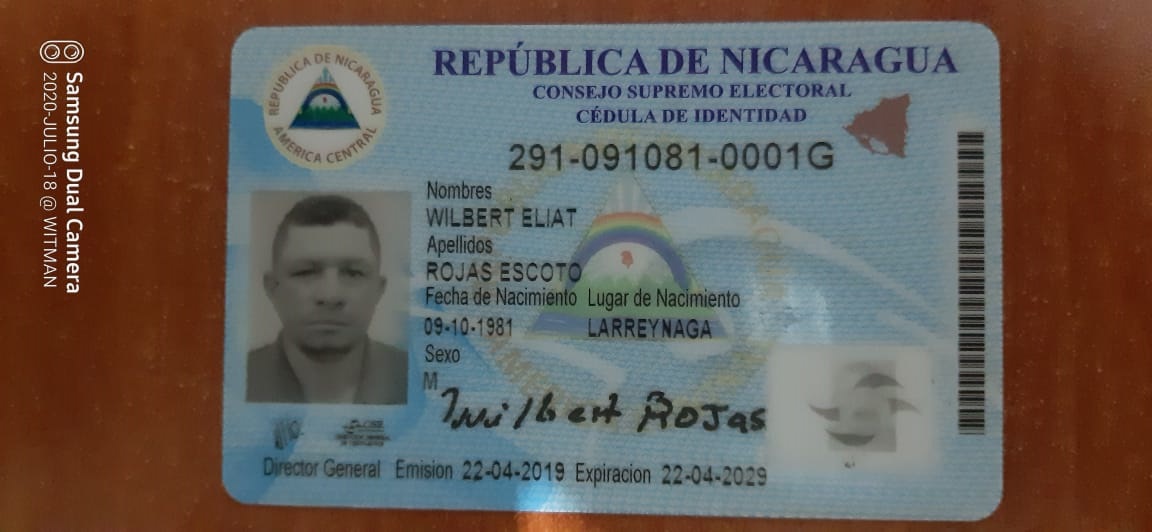 REPÚBLICA DE NICARAGUA
CONSEJO SUPREMO ELECTORAL
CÉDULA DE IDENTIDAD
REPUBLICA DE NICARAGUA
AMERICA CENTRAL
291-091081-0001G
Nombres
WILBERT ELIAT
Apellidos
ROJAS ESCOTO
Fecha de Nacimiento Lugar de Nacimiento
09-10-1981 LARREYNAGA
Sexo
M
Wilbert Rojas
CSE
Director General Emision 22-04-2019 Expiracion 22-04-2029
Samsung Dual Camera
2020-JULIO-18 @ WITMAN